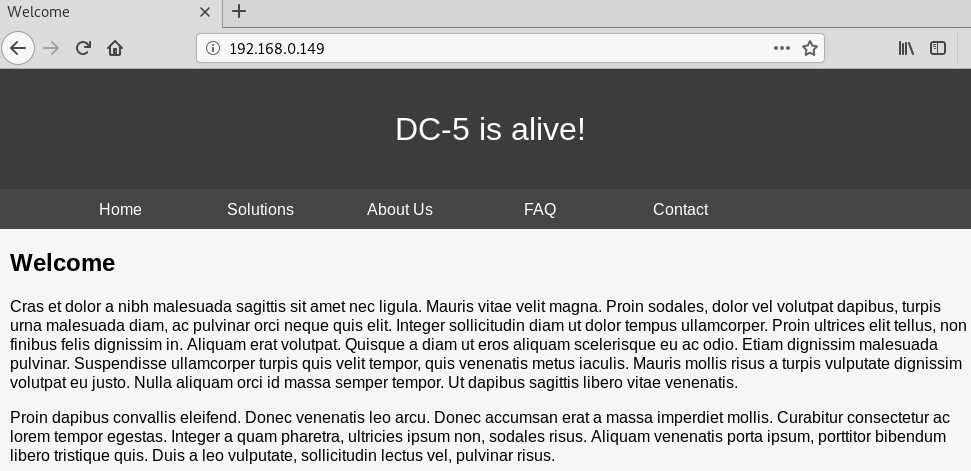 Welcome
192.168.0.149
DC-5 is alive!
Home Solutions About Us FAQ Contact
Welcome
Cras et dolor a nibh malesuada sagittis sit amet nec ligula. Mauris vitae velit magna. Proin sodales, dolor vel volutpat dapibus, turpis
urna malesuada diam, ac pulvinar orci neque quis elit. Integer sollicitudin diam ut dolor tempus ullamcorper. Proin ultrices elit tellus, non
finibus felis dignissim in. Aliquam erat volutpat. Quisque a diam ut eros aliquam scelerisque eu ac odio. Etiam dignissim malesuada
pulvinar. Suspendisse ullamcorper turpis quis velit tempor, quis venenatis metus iaculis. Mauris mollis risus a turpis vulputate dignissim
volutpat eu justo. Nulla aliquam orci id massa semper tempor. Ut dapibus sagittis libero vitae venenatis.
Proin dapibus convallis eleifend. Donec venenatis leo arcu. Donec accumsan erat a massa imperdiet mollis. Curabitur consectetur ac
lorem tempor egestas. Integer a quam pharetra, ultricies ipsum non, sodales risus. Aliquam venenatis porta ipsum, porttitor bibendum
libero tristique quis. Duis a leo vulputate, sollicitudin lectus vel, pulvinar risus.